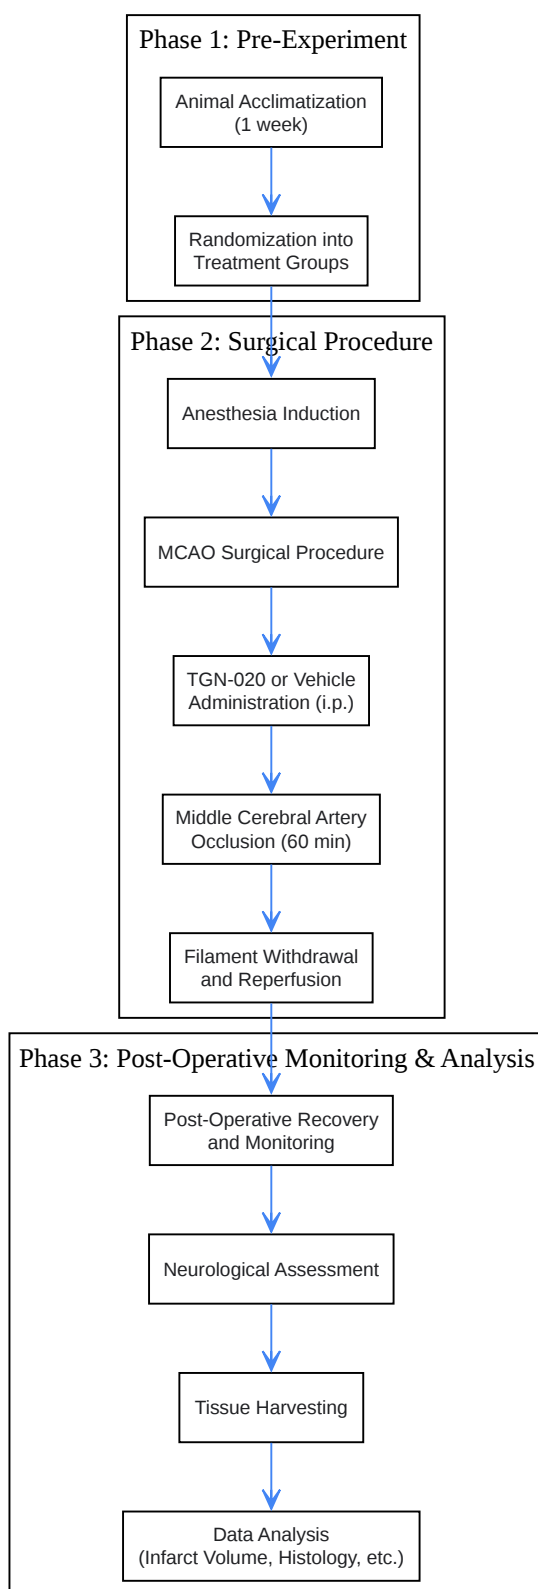 Phase 1: Pre-Experiment
Animal Acclimatization
(1 week)
Randomization into
Treatment Groups
Phase 2: Surgical Procedure
Anesthesia Induction
MCAO Surgical Procedure
TGN-020 or Vehicle
Administration (i.p.)
Middle Cerebral Artery
Occlusion (60 min)
Filament Withdrawal
and Reperfusion
Phase 3: Post-Operative Monitoring & Analysis
Post-Operative Recovery
and Monitoring
Neurological Assessment
Tissue Harvesting
Data Analysis
(Infarct Volume, Histology, etc.)